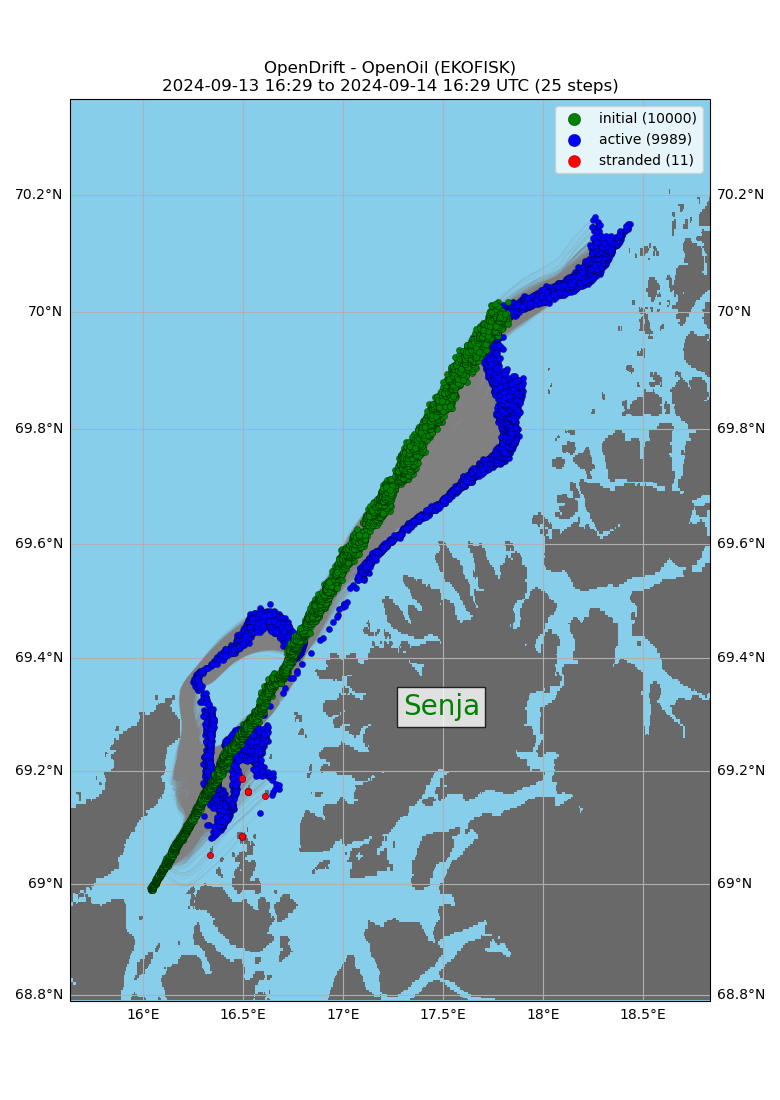 OpenDrift - OpenOil (EKOFISK)
2024-09-13 16:29 to 2024-09-14 16:29 UTC (25 steps)
initial (10000)
active (9989)
stranded (11)
70.2°N 70.2°N
70°N 70°N
69.8°N 69.8°N
69.6°N 69.6°N
69.4°N 69.4°N
Senja
69.2°N 69.2°N
69°N 69°N
68.8°N 68.8°N
16°E 16.5°E 17°E 17.5°E 18°E 18.5°E